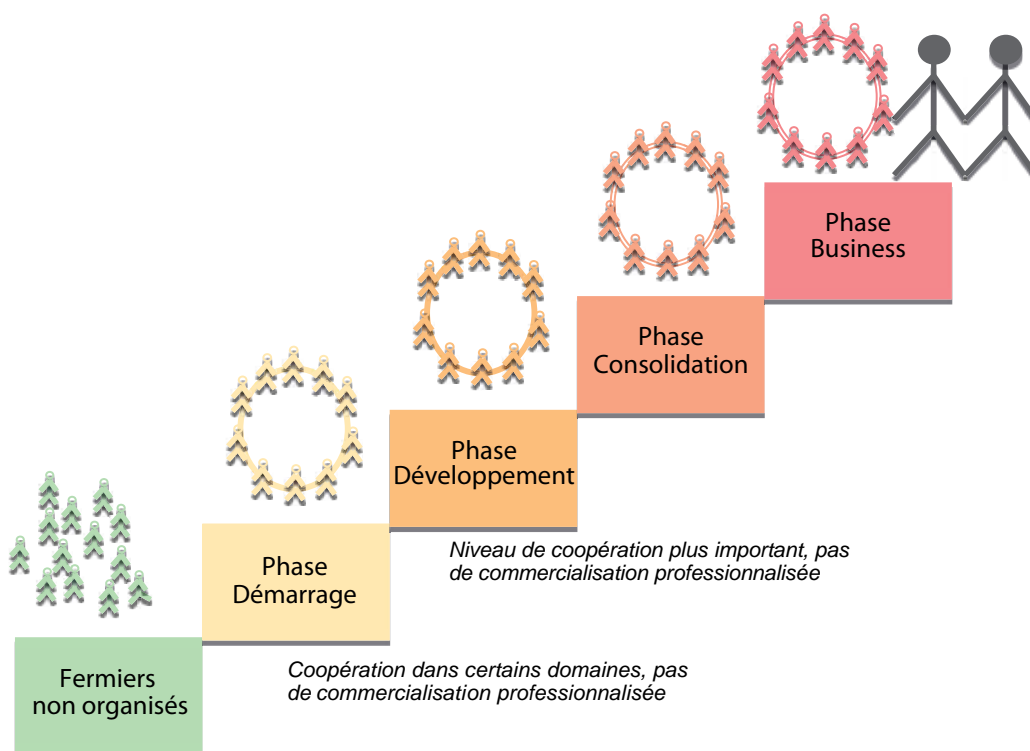 Phase
Business
Phase
Consolidation
Phase
Développement
Niveau de coopération plus important, pas
de commercialisation professionnalisée
Phase
Démarrage
Coopération dans certains domaines, pas
de commercialisation professionnalisée
Fermiers
non organisés